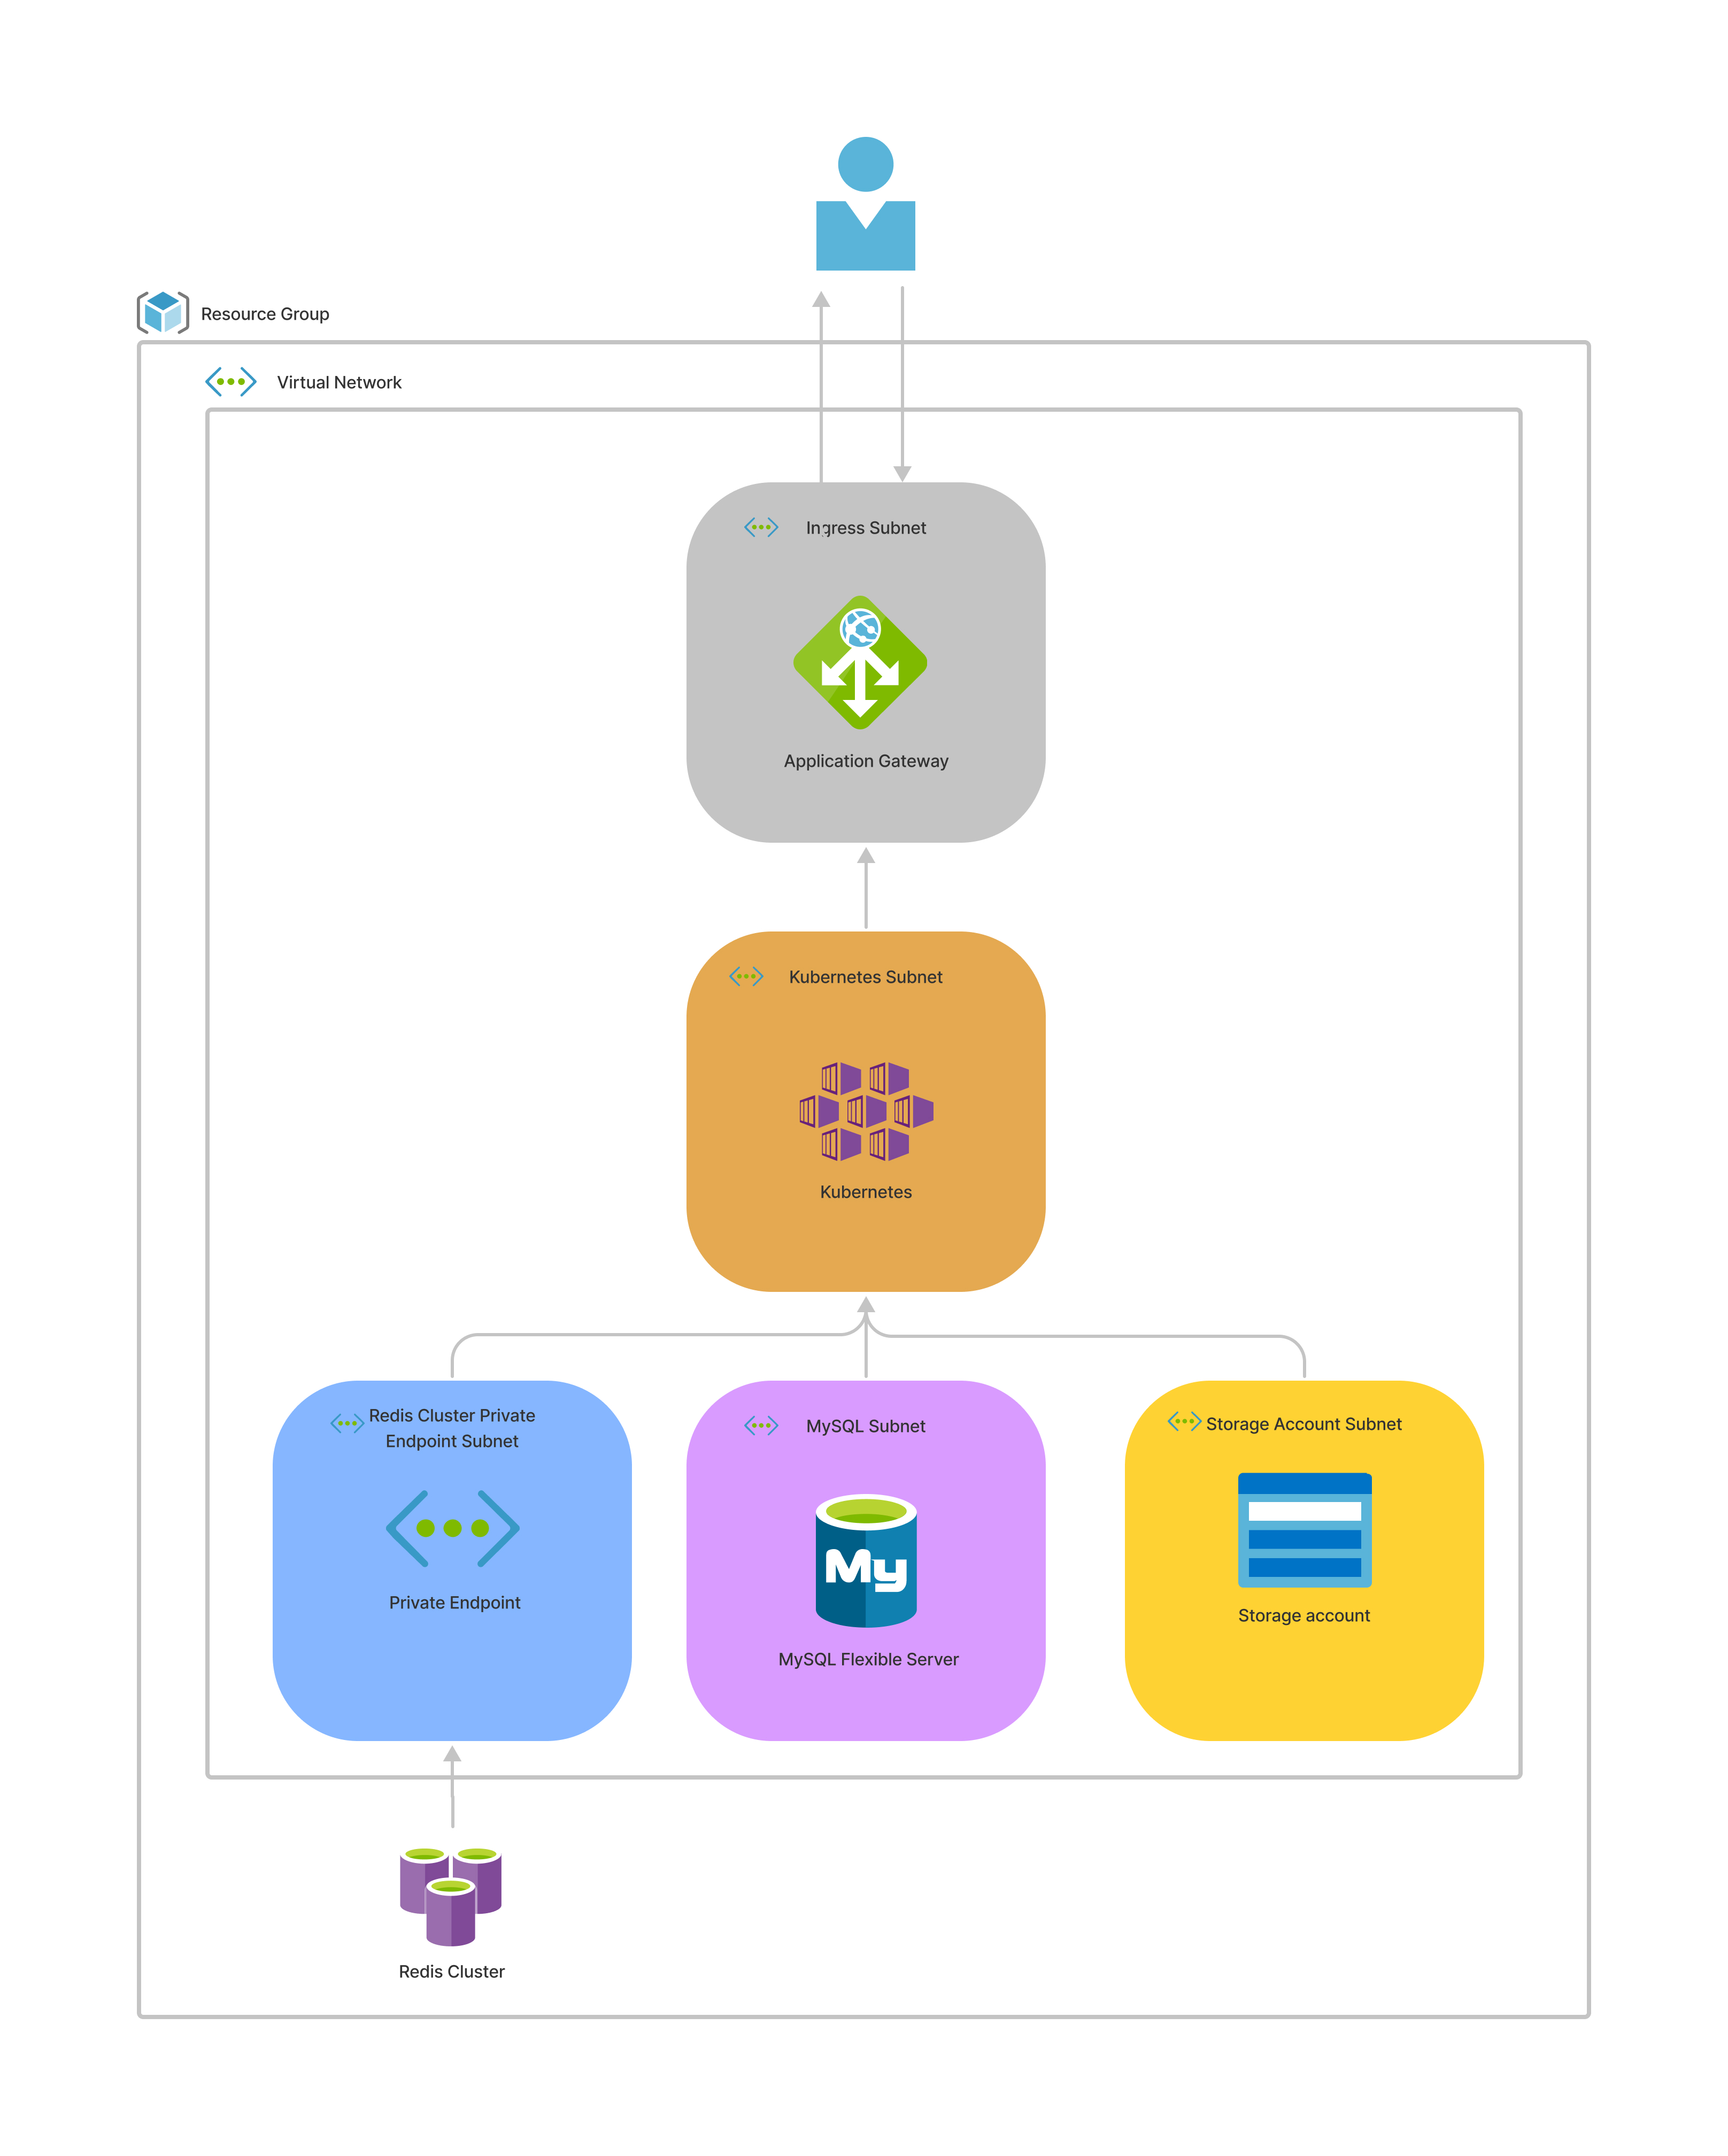 Resource Group
Virtual Network
Ingress Subnet
Application Gateway
Kubernetes Subnet
Kubernetes
Redis Cluster Private
Endpoint Subnet
Private Endpoint
MySQL Subnet
My
MySQL Flexible Server
Storage Account Subnet
Storage account
Redis Cluster